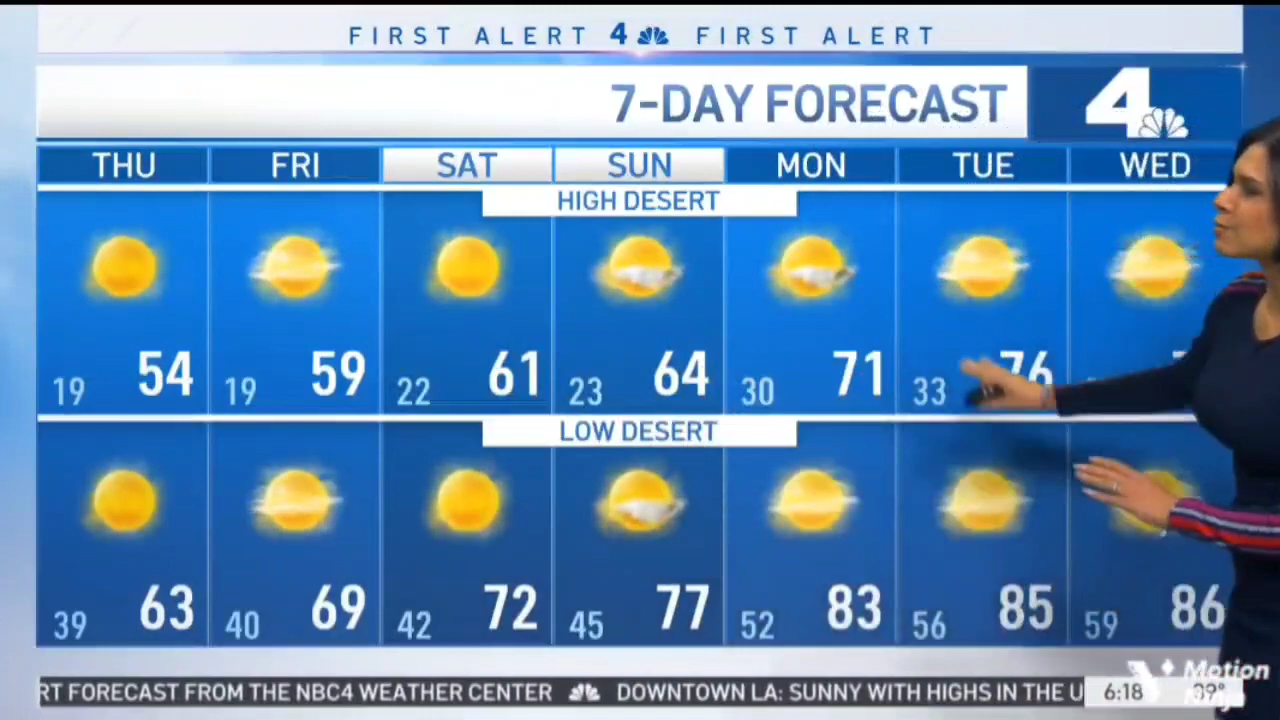 FIRST ALERT 4 FIRST ALERT
7-DAY FORECAST
4
THU FRI SAT SUN MON TUE WED
HIGH DESERT
19 54 19 59 22 61 23 64 30 71 33 76
LOW DESERT
39 63 40 69 42 72 45 77 52 83 56 85 59 86
RT FORECAST FROM THE NBC4 WEATHER CENTER DOWNTOWN LA: SUNNY WITH HIGHS IN THE U 6:18
Motion